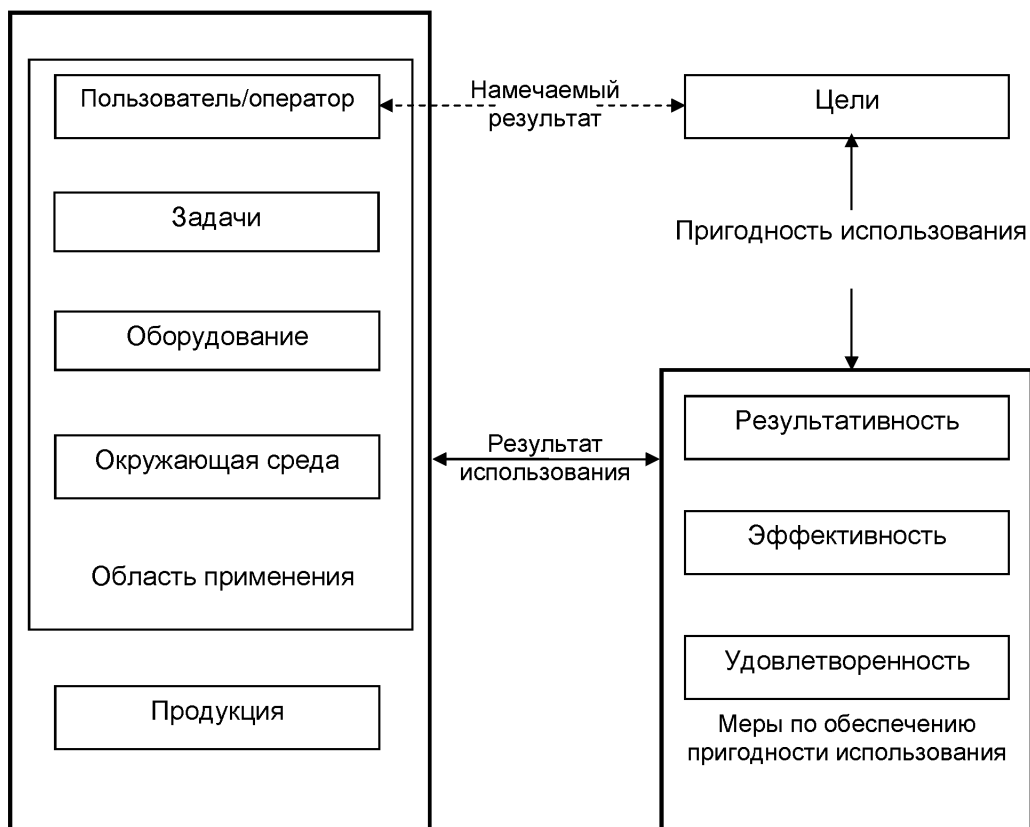 Пользователь/оператор
Намечаемый
результат
Цели
Задачи
Пригодность использования
Оборудование
Результативность
Окружающая среда
Результат
использования
Эффективность
Область применения
Удовлетворенность
Продукция
Меры по обеспечению
пригодности использования